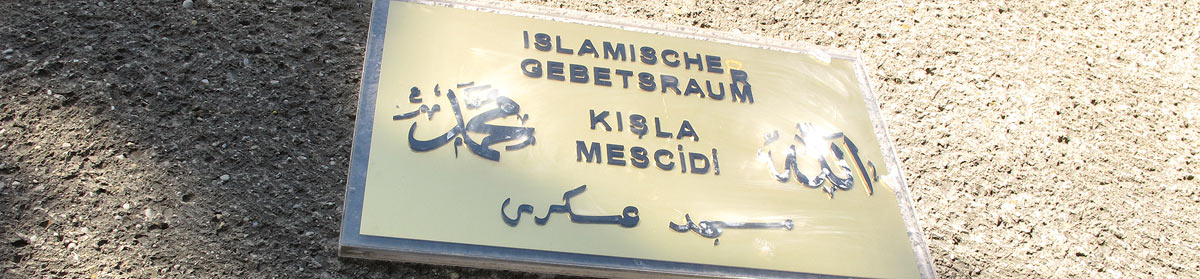 ISLAMISCHER
GEBETSRAUM
الله
محمد
KIŞLA
MESCİDİ
مسجد عسكرى